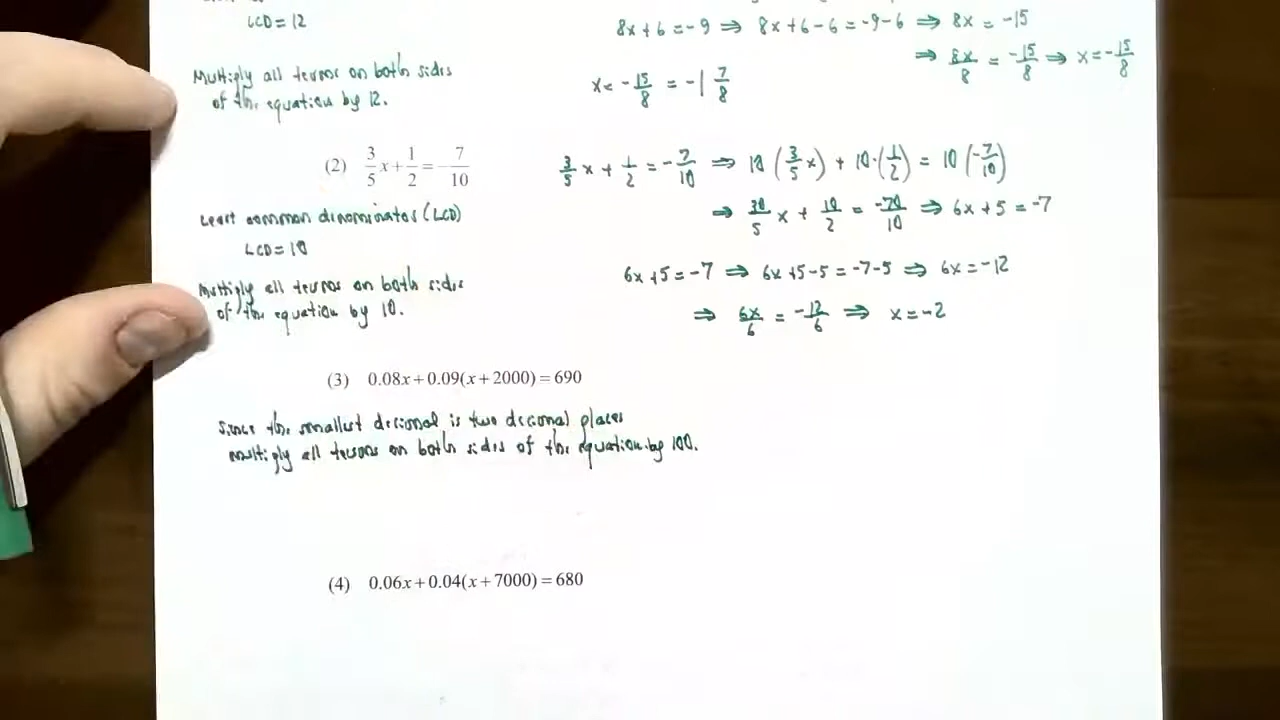 LCD = 12
8x + 6 = -9 ⇒ 8x + 6 - 6 = -9 - 6 ⇒ 8x = -15
⇒ 8x/8 = -15/8 ⇒ x = -15/8
Multiply all terms on both sides
of the equation by 12.
x = -15/8 = -1 7/8
(2) 3/5 x + 1/2 = -7/10
3/5 x + 1/2 = -7/10 ⇒ 10 (3/5 x) + 10·(1/2) = 10 (-7/10)
Least common denominator (LCD)
LCD = 10
⇒ 30/5 x + 10/2 = -70/10 ⇒ 6x + 5 = -7
Multiply all terms on both sides
of the equation by 10.
6x + 5 = -7 ⇒ 6x + 5 - 5 = -7 - 5 ⇒ 6x = -12
⇒ 6x/6 = -12/6 ⇒ x = -2
(3) 0.08x + 0.09(x + 2000) = 690
Since the smallest decimal is two decimal places
multiply all terms on both sides of the equation by 100.
(4) 0.06x + 0.04(x + 7000) = 680